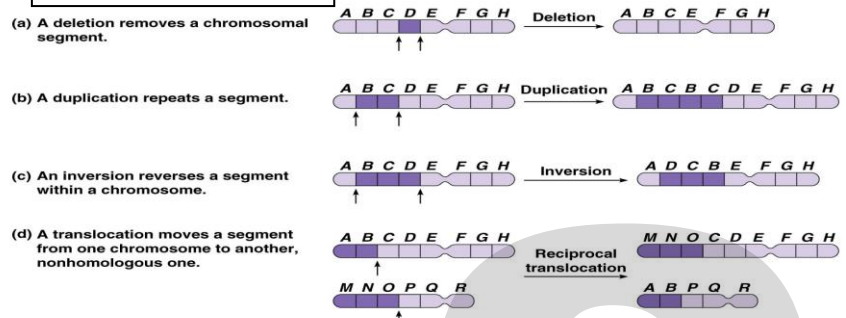 (a) A deletion removes a chromosomal
segment.
A B C D E F G H
Deletion
A B C E F G H
(b) A duplication repeats a segment.
A B C D E F G H
Duplication
A B C B C D E F G H
(c) An inversion reverses a segment
within a chromosome.
A B C D E F G H
Inversion
A D C B E F G H
(d) A translocation moves a segment
from one chromosome to another,
nonhomologous one.
A B C D E F G H
M N O P Q R
Reciprocal
translocation
M N O C D E F G H
A B P Q R